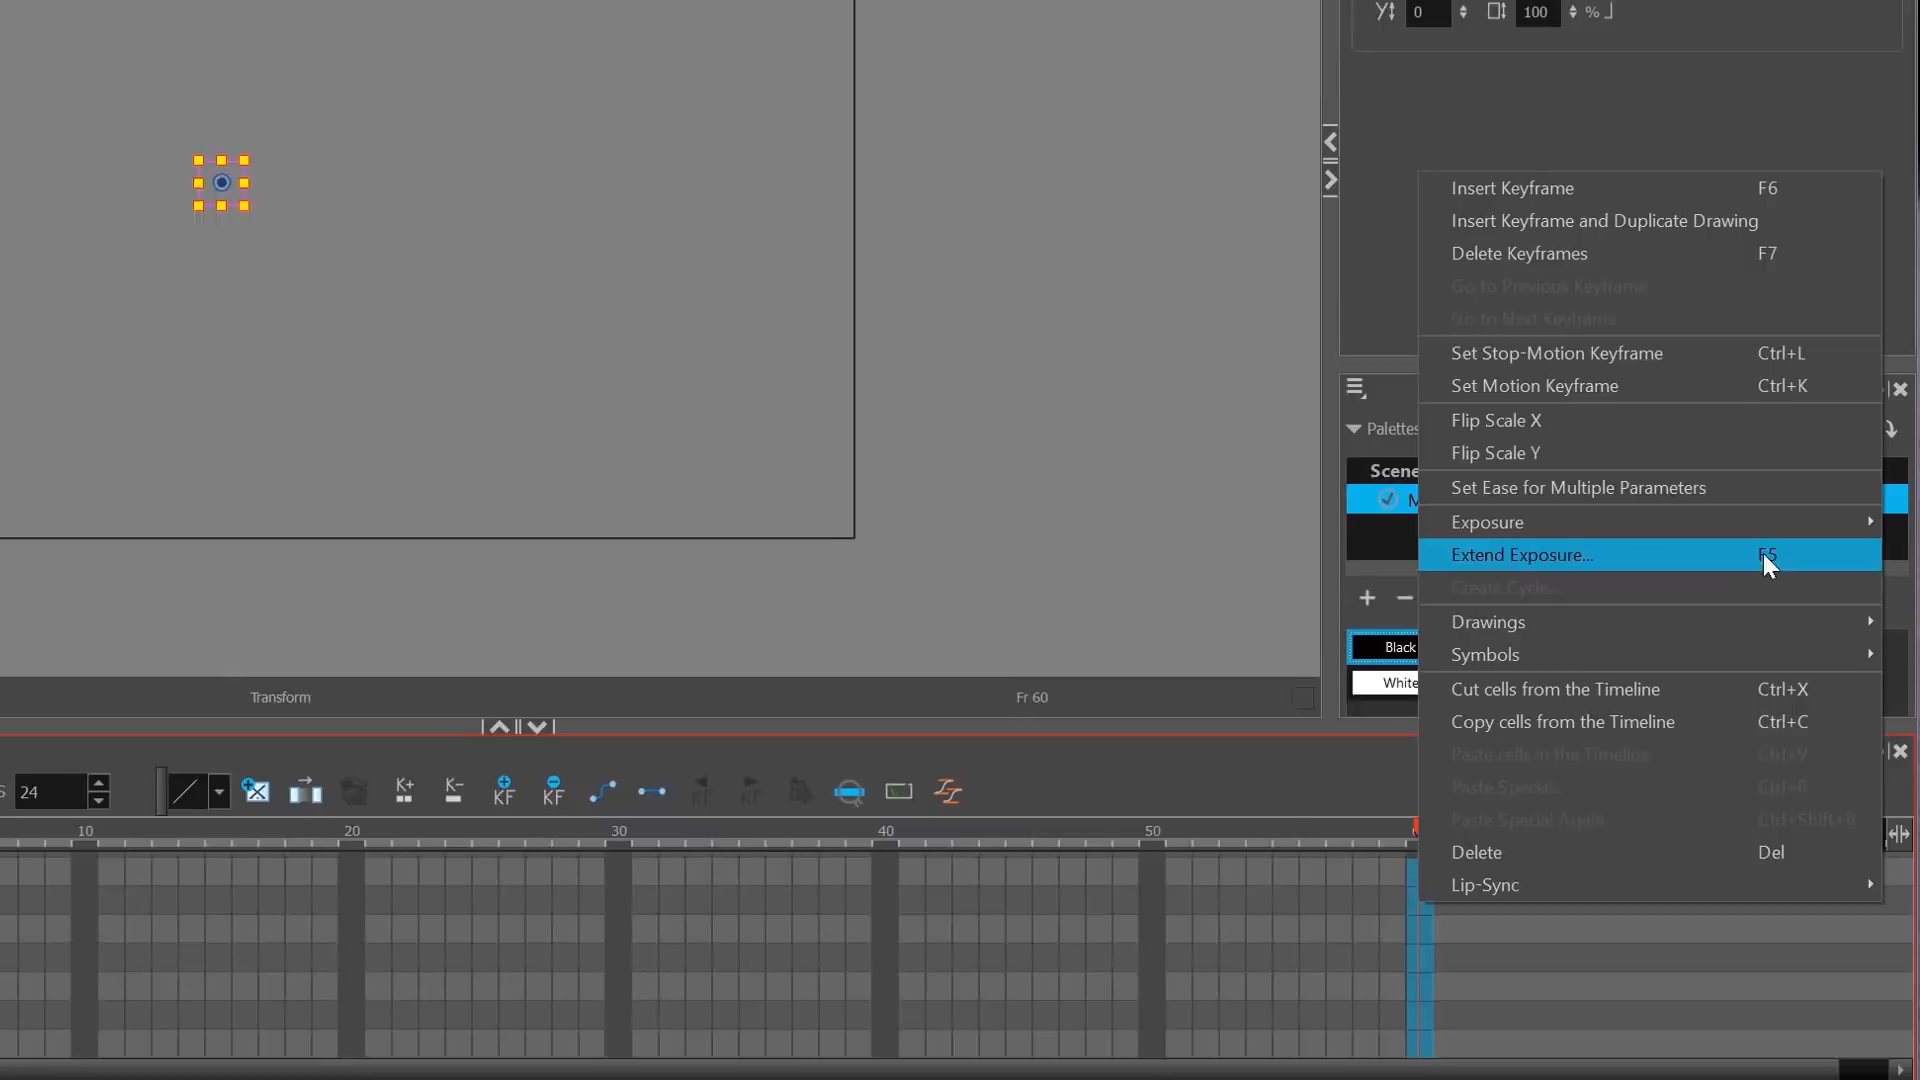 0
100
%
Insert Keyframe F6
Insert Keyframe and Duplicate Drawing
Delete Keyframes F7
Go to Previous Keyframe
Go to Next Keyframe
Set Stop-Motion Keyframe Ctrl+L
Set Motion Keyframe Ctrl+K
Flip Scale X
Flip Scale Y
Palettes
Scene
M
Set Ease for Multiple Parameters
Exposure
Extend Exposure... F5
Create Cycle...
Drawings
Black
Symbols
White
Cut cells from the Timeline Ctrl+X
Transform
Fr 60
Copy cells from the Timeline Ctrl+C
Paste cells in the Timeline Ctrl+V
Paste Special...
Paste Special Again
S 24
K+
K-
KF
KF
10 20 30 40 50
Delete Del
Lip-Sync